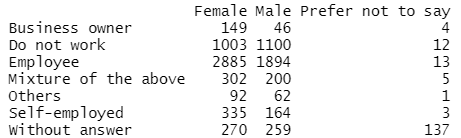 Female Male Prefer not to say
Business owner 149 46 4
Do not work 1003 1100 12
Employee 2885 1894 13
Mixture of the above 302 200 5
Others 92 62 1
Self-employed 335 164 3
Without answer 270 259 137